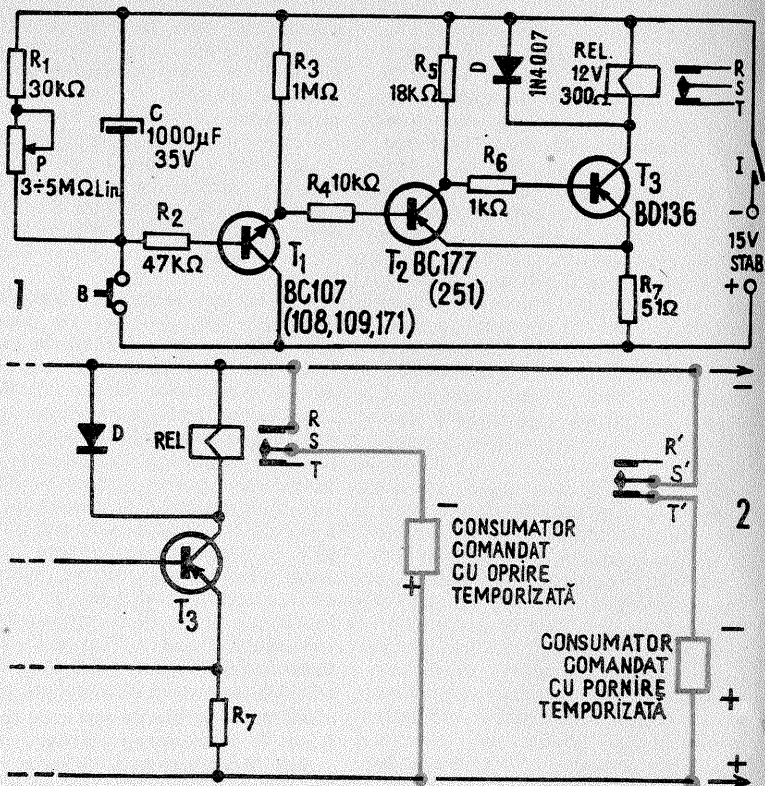 R1
30kΩ
P
3÷5MΩLin.
C
1000µF
35V
R2
47kΩ
B
1
R3
1MΩ
T1
BC107
(108,109,171)
R4 10kΩ
R5
18kΩ
T2 BC177
(251)
D
1N4007
R6
1kΩ
REL.
12V
300Ω
R
S
T
T3
BD136
I
-
15V
STAB
+
R7
51Ω
D
REL
R
S
T
T3
R7
-
CONSUMATOR
COMANDAT
CU OPRIRE
TEMPORIZATĂ
+
R'
S'
T'
-
2
CONSUMATOR
COMANDAT
CU PORNIRE
TEMPORIZATĂ
-
+
+